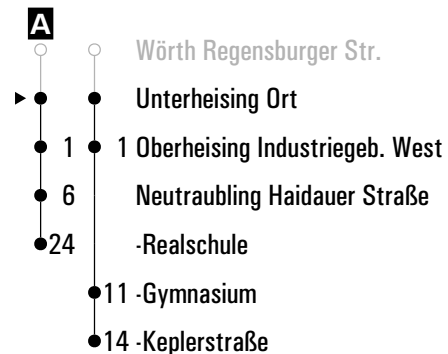 A
Wörth Regensburger Str.
Unterheising Ort
1 1 Oberheising Industriegeb. West
6 Neutraubling Haidauer Straße
24 -Realschule
11 -Gymnasium
14 -Keplerstraße